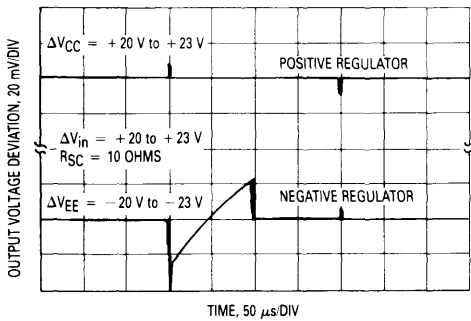 ΔVCC = +20 V to +23 V
POSITIVE REGULATOR
ΔVin = +20 to +23 V
RSC = 10 OHMS
ΔVEE = −20 V to −23 V
NEGATIVE REGULATOR
OUTPUT VOLTAGE DEVIATION, 20 mV/DIV
TIME, 50 μs/DIV